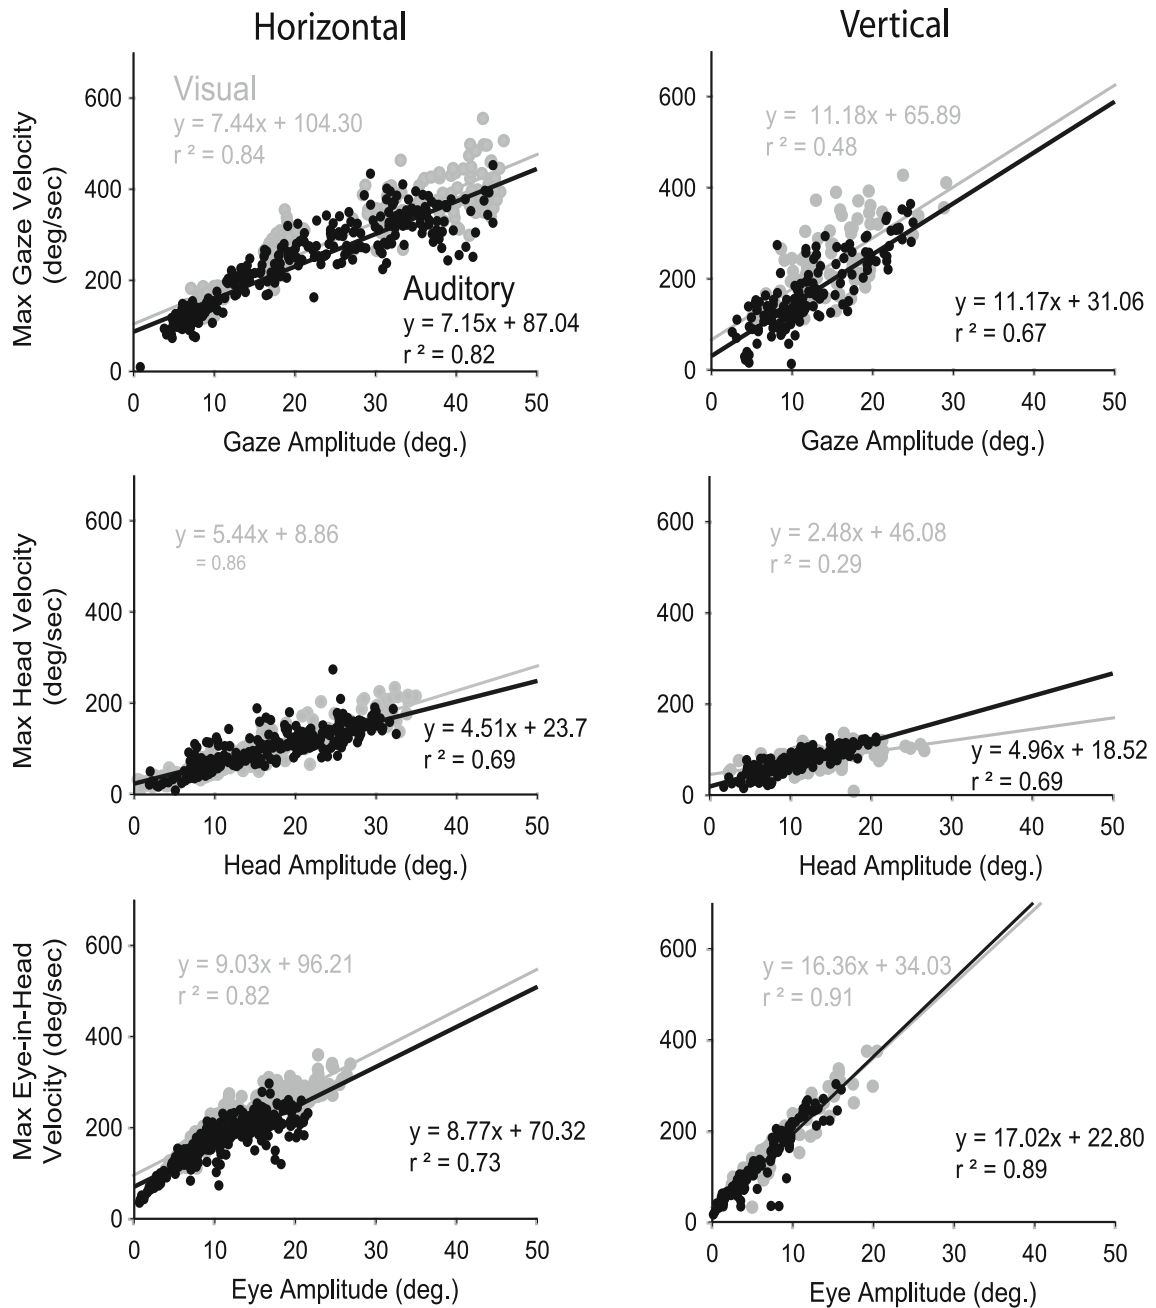 Horizontal
Vertical
Max Gaze Velocity
(deg/sec)
600
400
200
0
Visual
y = 7.44x + 104.30
r ² = 0.84
Auditory
y = 7.15x + 87.04
r ² = 0.82
0 10 20 30 40 50
Gaze Amplitude (deg.)
600
400
200
0
y = 11.18x + 65.89
r ² = 0.48
y = 11.17x + 31.06
r ² = 0.67
0 10 20 30 40 50
Gaze Amplitude (deg.)
Max Head Velocity
(deg/sec)
600
400
200
0
y = 5.44x + 8.86
= 0.86
y = 4.51x + 23.7
r ² = 0.69
0 10 20 30 40 50
Head Amplitude (deg.)
600
400
200
0
y = 2.48x + 46.08
r ² = 0.29
y = 4.96x + 18.52
r ² = 0.69
0 10 20 30 40 50
Head Amplitude (deg.)
Max Eye-in-Head
Velocity (deg/sec)
600
400
200
0
y = 9.03x + 96.21
r ² = 0.82
y = 8.77x + 70.32
r ² = 0.73
0 10 20 30 40 50
Eye Amplitude (deg.)
600
400
200
0
y = 16.36x + 34.03
r ² = 0.91
y = 17.02x + 22.80
r ² = 0.89
0 10 20 30 40 50
Eye Amplitude (deg.)